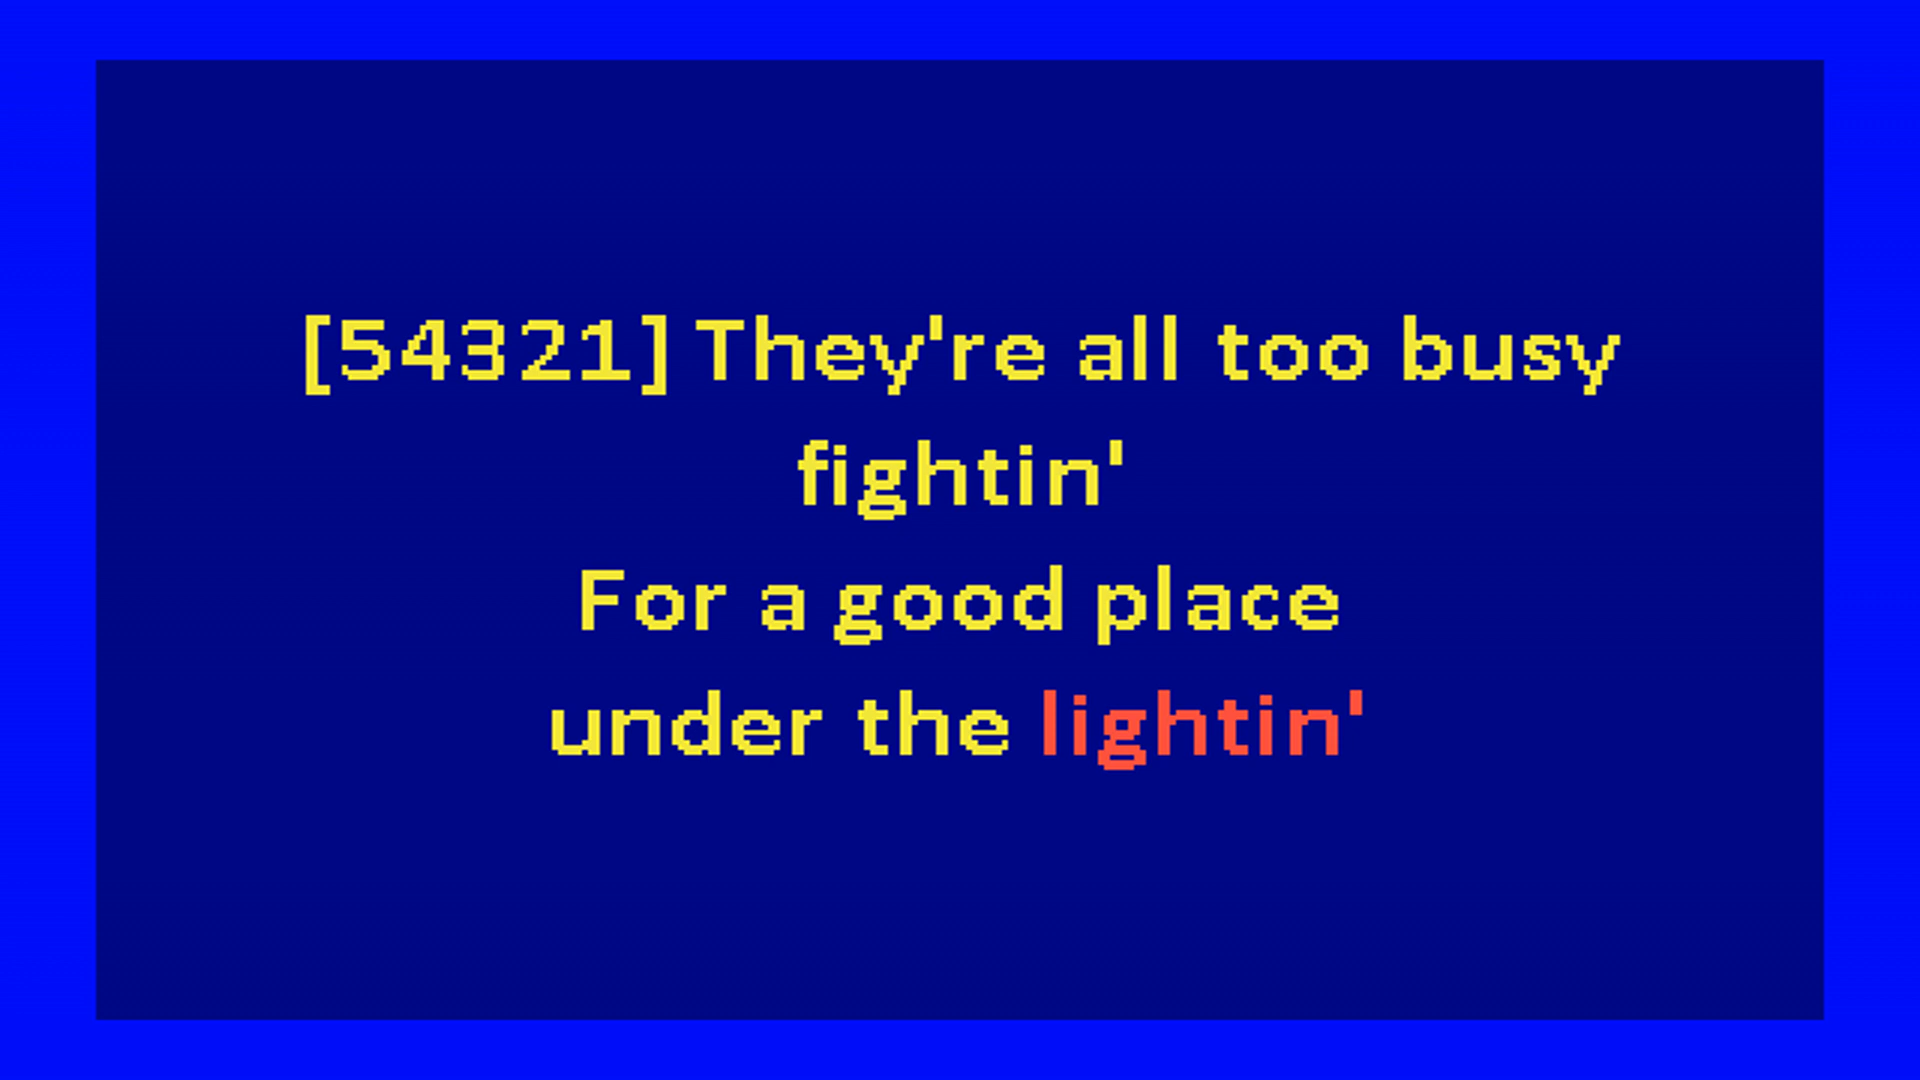 [54321] They're all too busy
fightin'
For a good place
under the lightin'